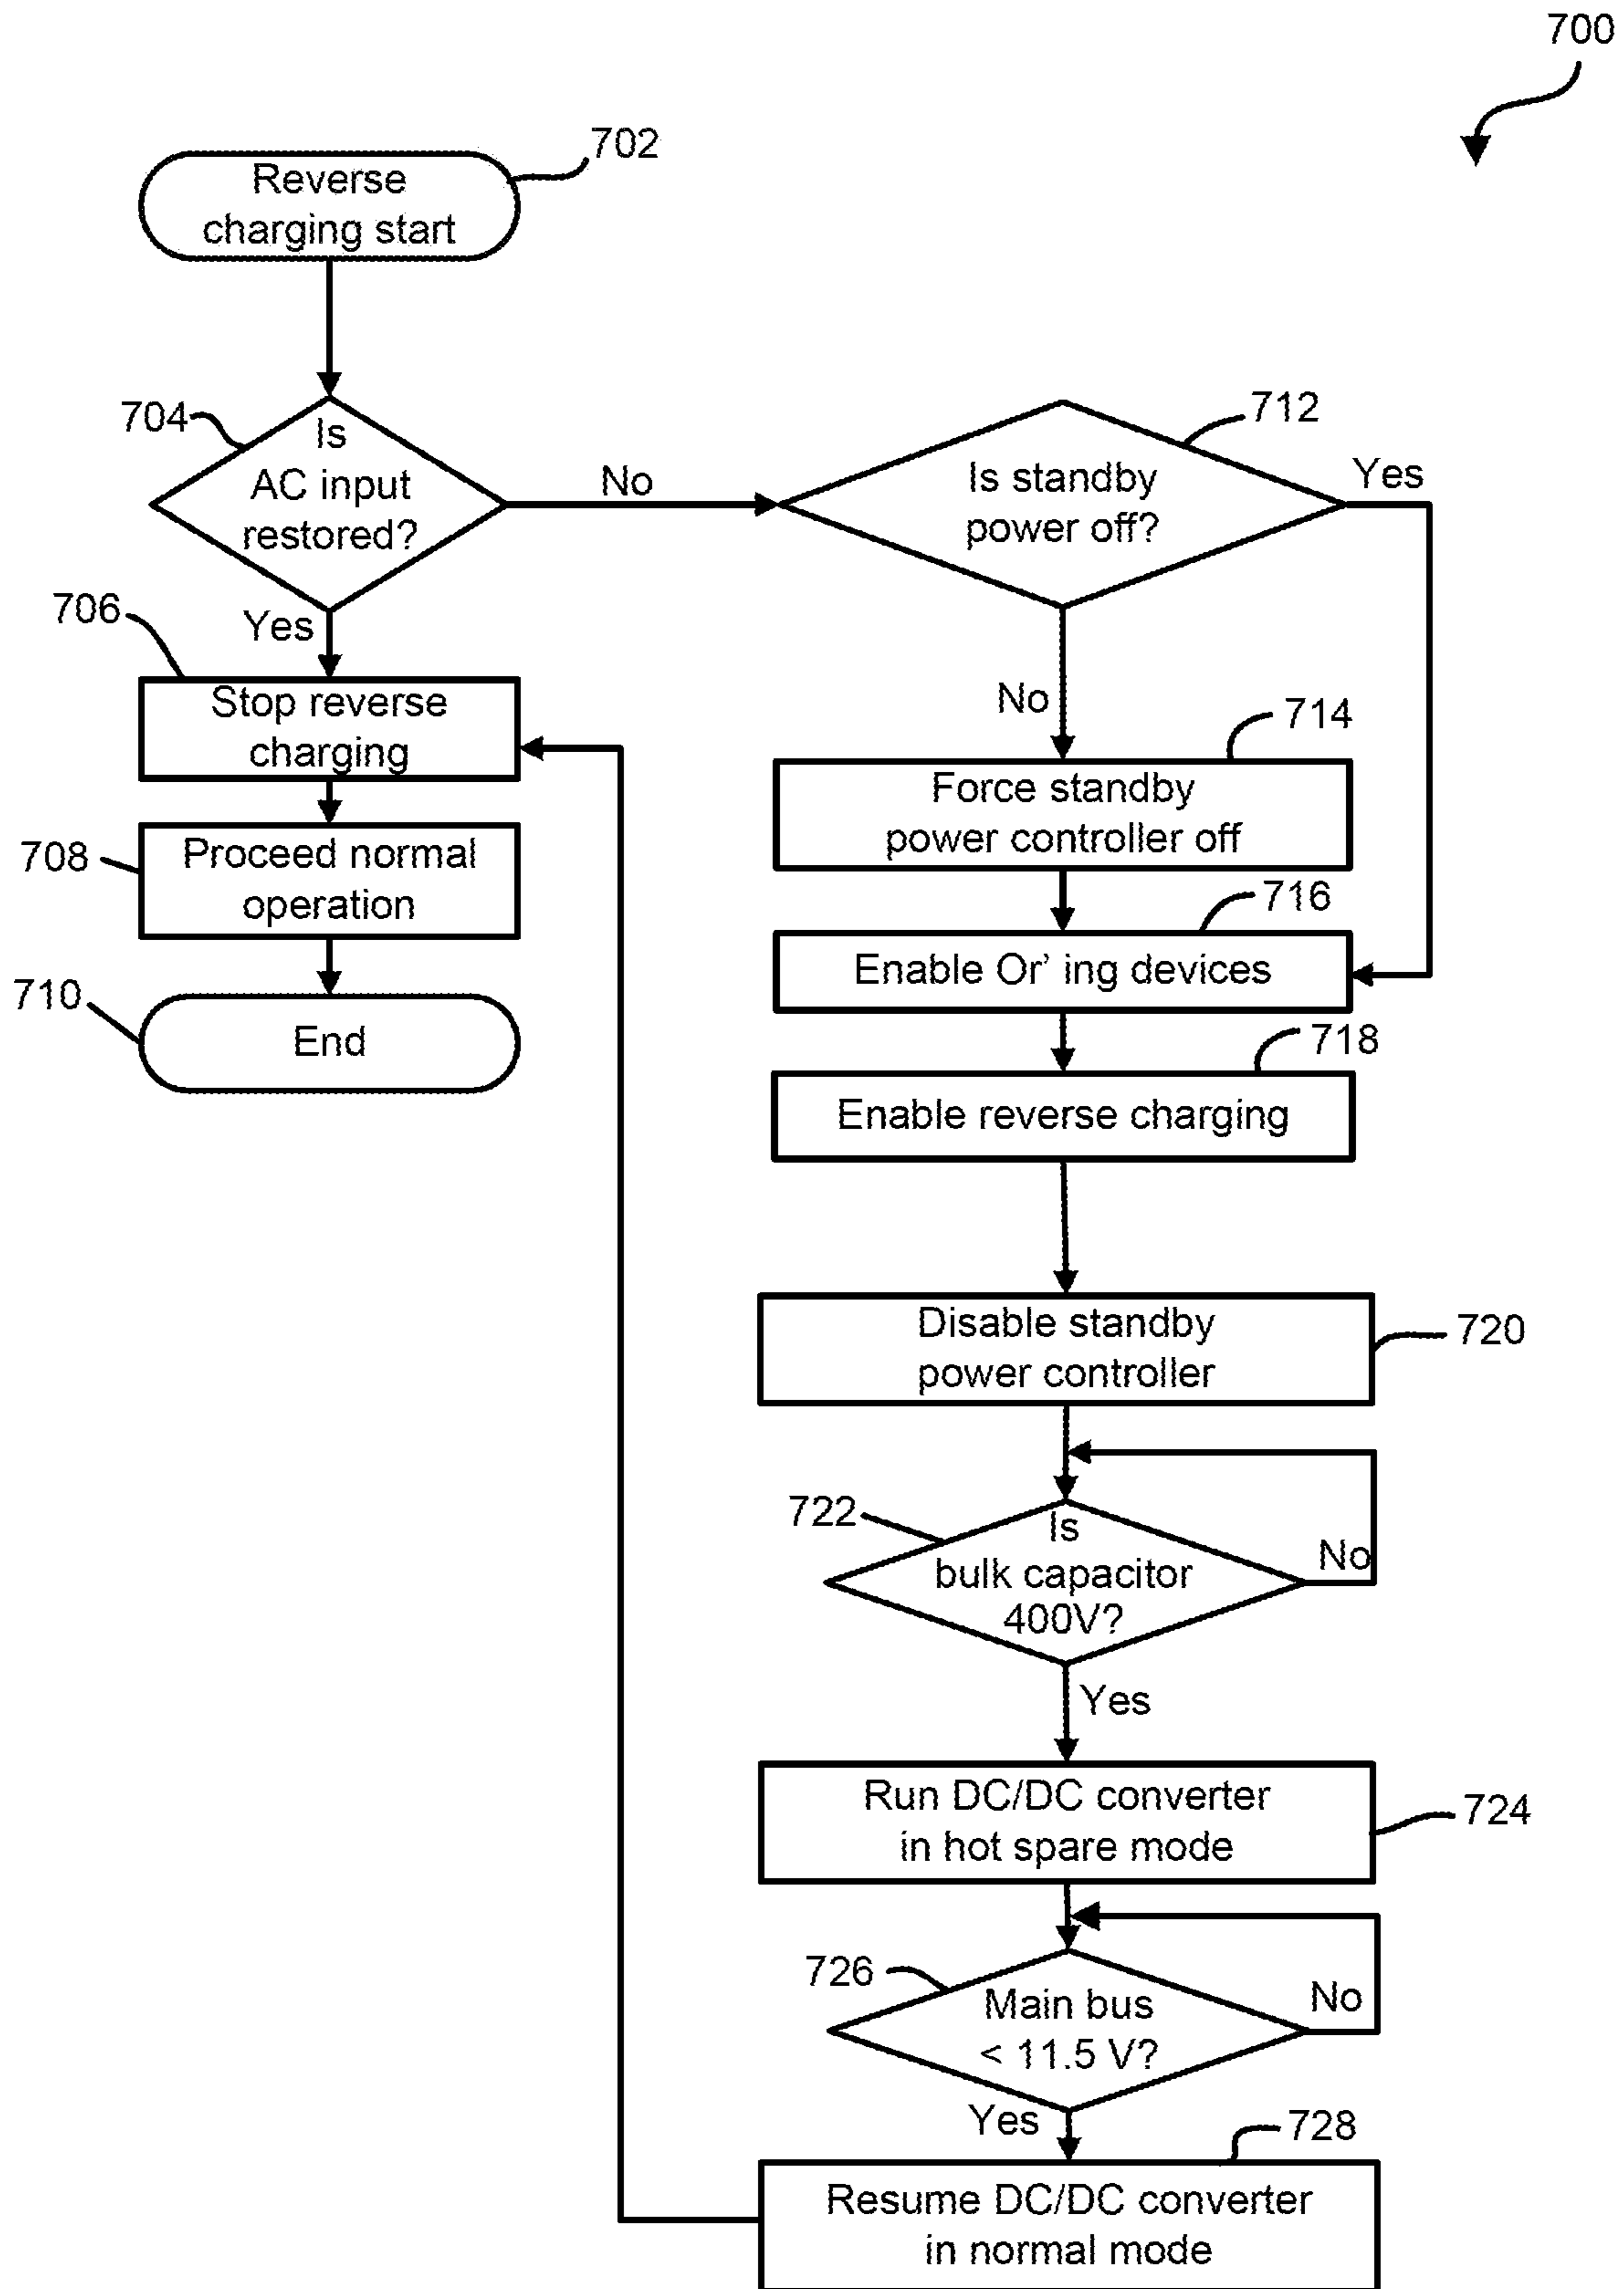 700
702
Reverse
charging start
704
Is
AC input
restored?
No
Yes
712
Is standby
power off?
Yes
No
706
Stop reverse
charging
708
Proceed normal
operation
710
End
714
Force standby
power controller off
716
Enable Or' ing devices
718
Enable reverse charging
Disable standby
power controller
720
722
Is
bulk capacitor
400V?
No
Yes
Run DC/DC converter
in hot spare mode
724
726
Main bus
< 11.5 V?
No
Yes
728
Resume DC/DC converter
in normal mode